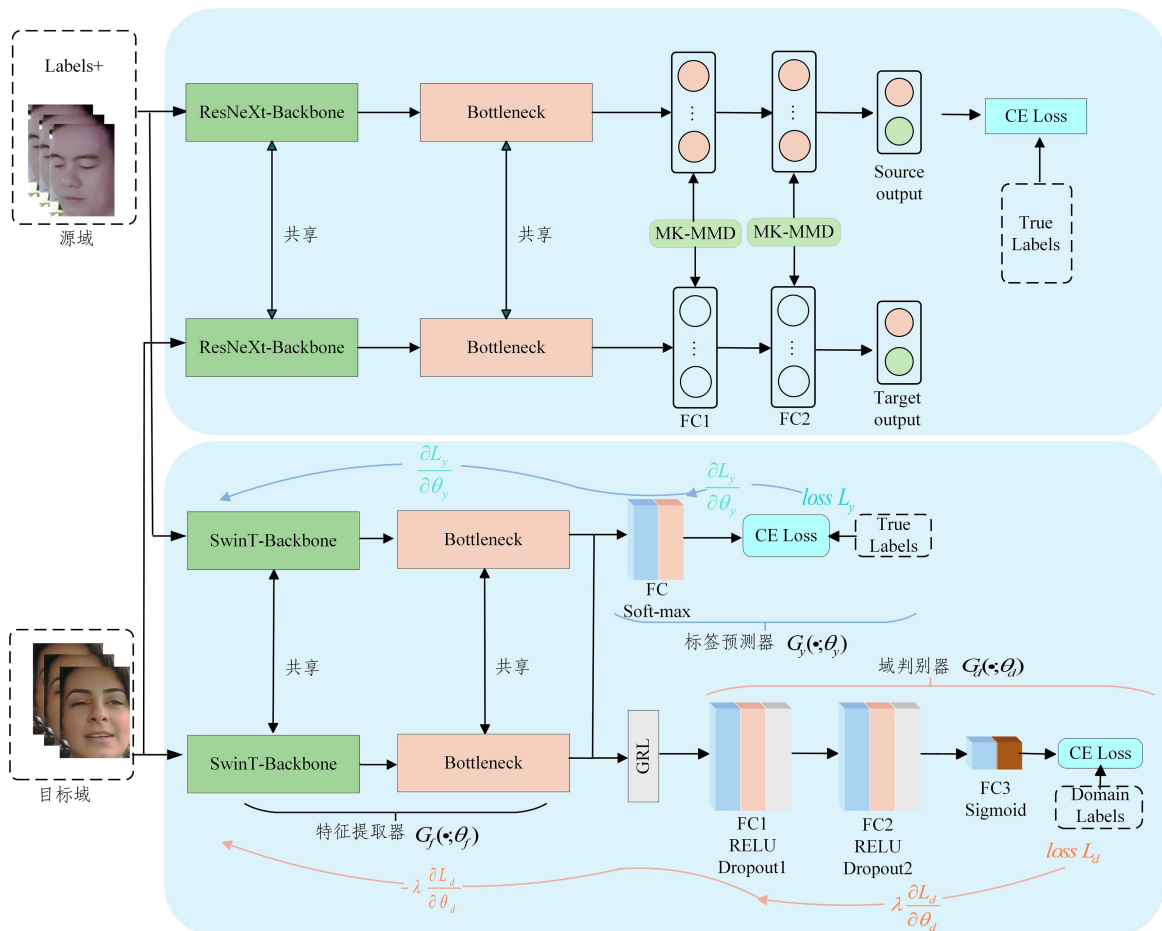 Labels+
源域
ResNeXt-Backbone
Bottleneck
⋯
⋯
Source
output
CE Loss
True
Labels
共享
共享
MK-MMD
MK-MMD
ResNeXt-Backbone
Bottleneck
⋯
⋯
FC1
FC2
Target
output
∂L_y
∂θ_y
∂L_y
∂θ_y
loss L_y
SwinT-Backbone
Bottleneck
FC
Soft-max
CE Loss
True
Labels
标签预测器 G_y(•;θ_y)
共享
共享
域判别器 G_d(•;θ_d)
目标域
SwinT-Backbone
Bottleneck
GRL
FC1
RELU
Dropout1
FC2
RELU
Dropout2
FC3
Sigmoid
CE Loss
Domain
Labels
特征提取器 G_f(•;θ_f)
loss L_d
-λ ∂L_d
∂θ_d
λ ∂L_d
∂θ_d